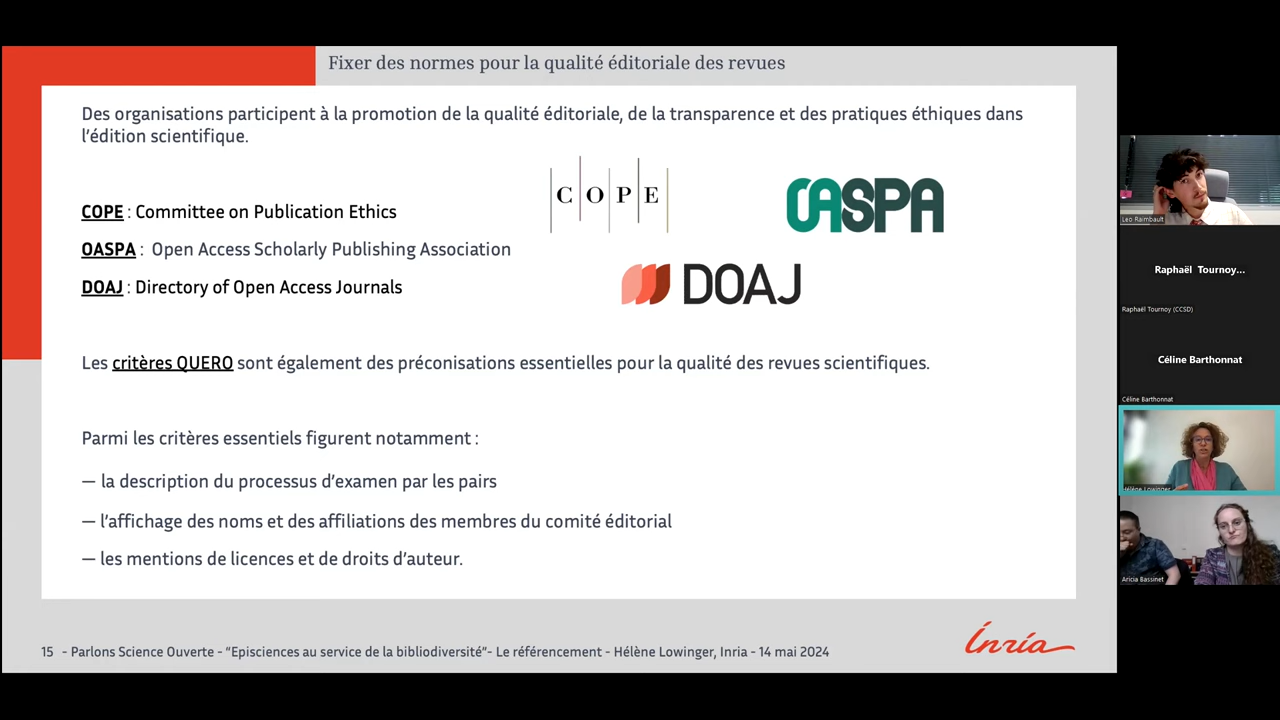 Fixer des normes pour la qualité éditoriale des revues
Des organisations participent à la promotion de la qualité éditoriale, de la transparence et des pratiques éthiques dans
l’édition scientifique.
COPE
OASPA
COPE : Committee on Publication Ethics
OASPA : Open Access Scholarly Publishing Association
DOAJ : Directory of Open Access Journals
DOAJ
Les critères QUERO sont également des préconisations essentielles pour la qualité des revues scientifiques.
Parmi les critères essentiels figurent notamment :
— la description du processus d’examen par les pairs
— l’affichage des noms et des affiliations des membres du comité éditorial
— les mentions de licences et de droits d’auteur.
15 - Parlons Science Ouverte - “Episciences au service de la bibliodiversité”- Le référencement - Hélène Lowinger, Inria - 14 mai 2024
Inria
Leo Raimbault
Raphaël Tournoy...
Raphaël Tournoy (CCSD)
Céline Barthonnat
Céline Barthonnat
Hélène Lowinger
Aricia Bassinet